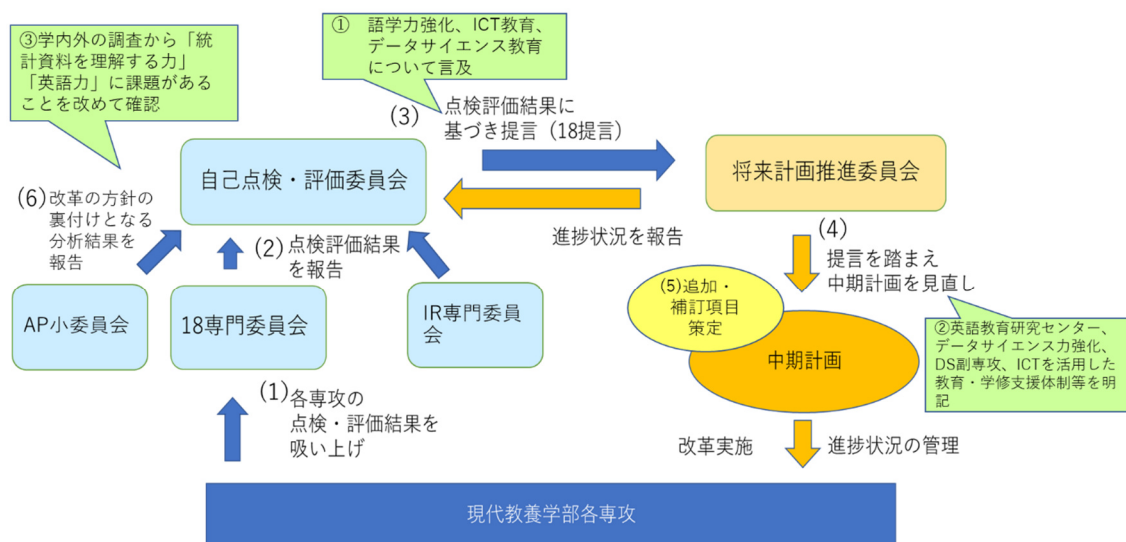 ③学内外の調査から「統
計資料を理解する力」
「英語力」に課題がある
ことを改めて確認
① 語学力強化、ICT教育、
データサイエンス教育
について言及
(3) 点検評価結果に
基づき提言（18提言）
自己点検・評価委員会
将来計画推進委員会
進捗状況を報告
(6) 改革の方針の
裏付けとなる
分析結果を
報告
(2) 点検評価結果
を報告
(4)
提言を踏まえ
中期計画を見直し
(5)追加・
補訂項目
策定
AP小委員会
18専門委員会
IR専門委員
会
中期計画
②英語教育研究センター、
データサイエンス力強化、
DS副専攻、ICTを活用した
教育・学修支援体制等を明
記
(1) 各専攻の
点検・評価結果を
吸い上げ
改革実施
進捗状況の管理
現代教養学部各専攻